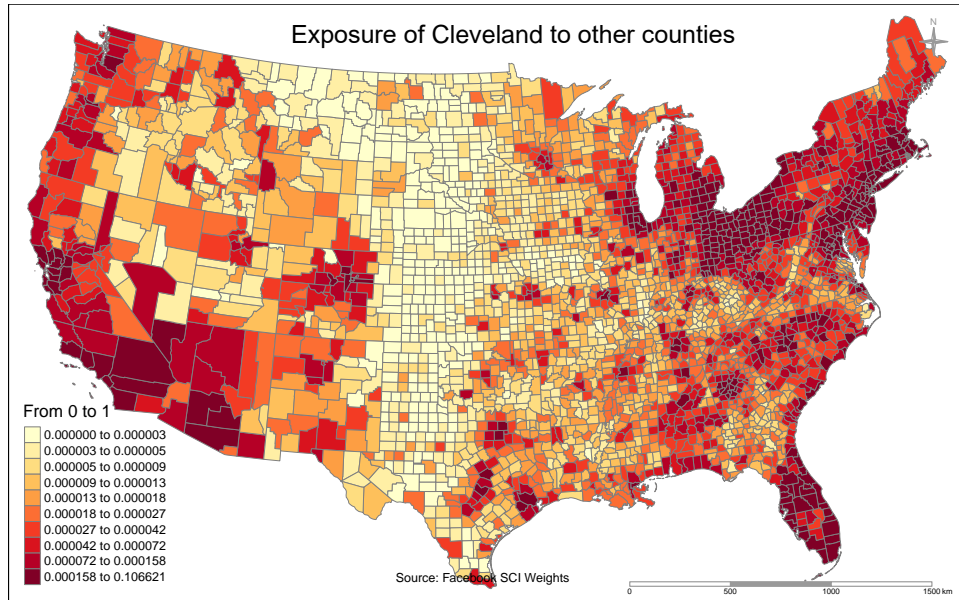 Exposure of Cleveland to other counties
N
From 0 to 1
0.000000 to 0.000003
0.000003 to 0.000005
0.000005 to 0.000009
0.000009 to 0.000013
0.000013 to 0.000018
0.000018 to 0.000027
0.000027 to 0.000042
0.000042 to 0.000072
0.000072 to 0.000158
0.000158 to 0.106621
Source: Facebook SCI Weights
0 500 1000 1500 km